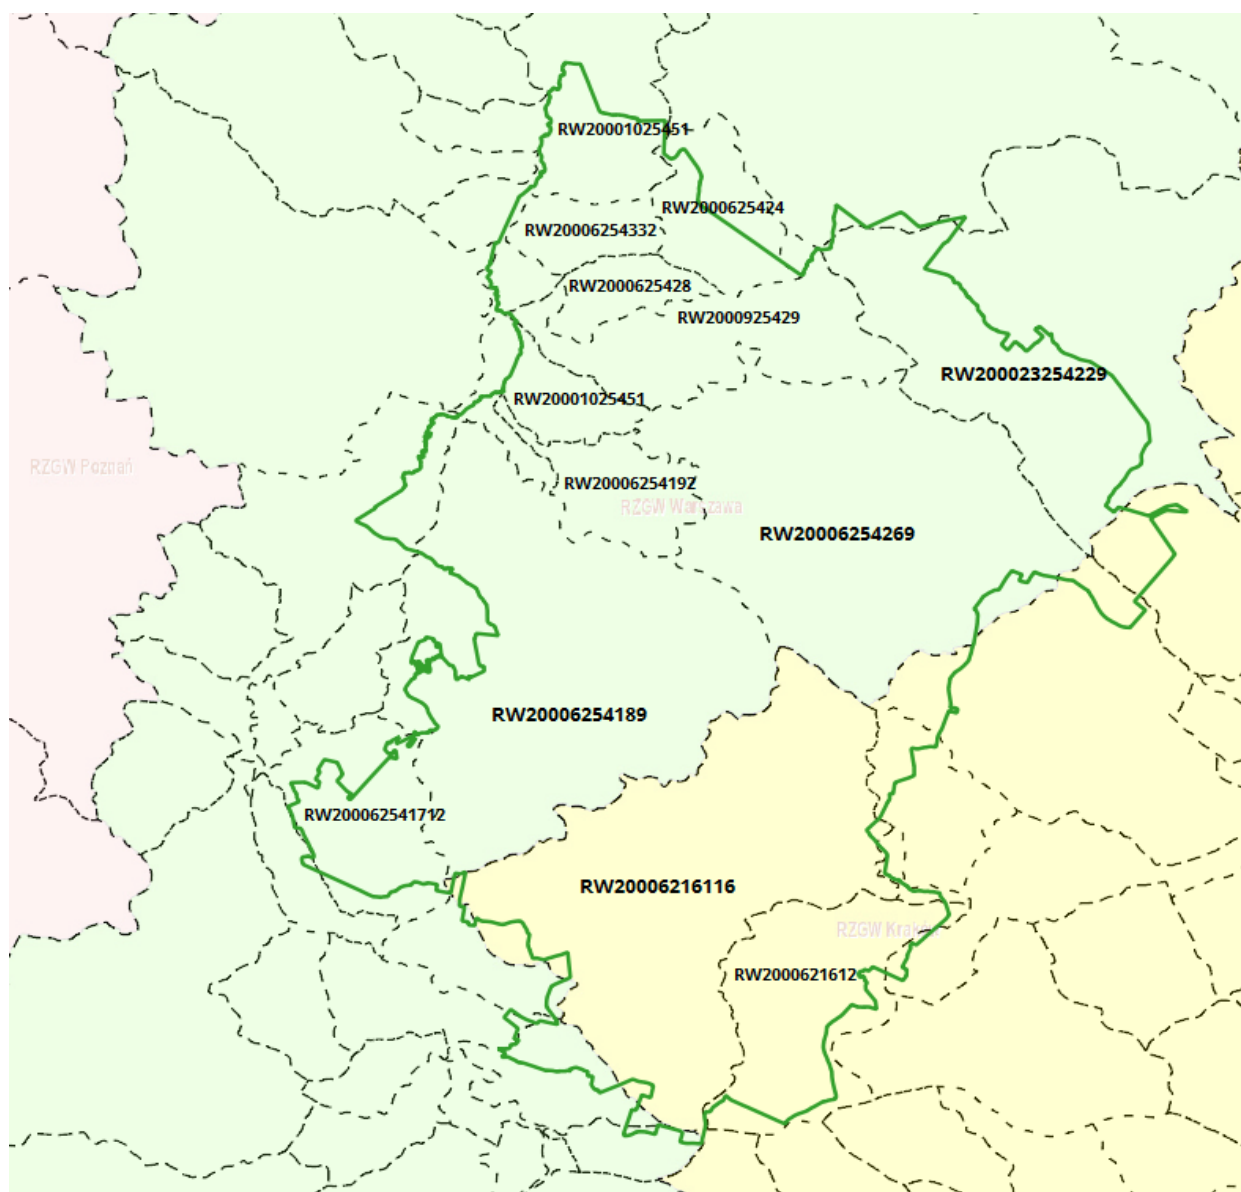 RW20001025451
RW2000625424
RW20006254332
RW2000625428
RW2000925429
RW200023254229
RW20001025451
RZGW Poznań
RW20006254192
RZGW Warszawa
RW20006254269
RW20006254189
RW200062541712
RW20006216116
RZGW Kraków
RW2000621612